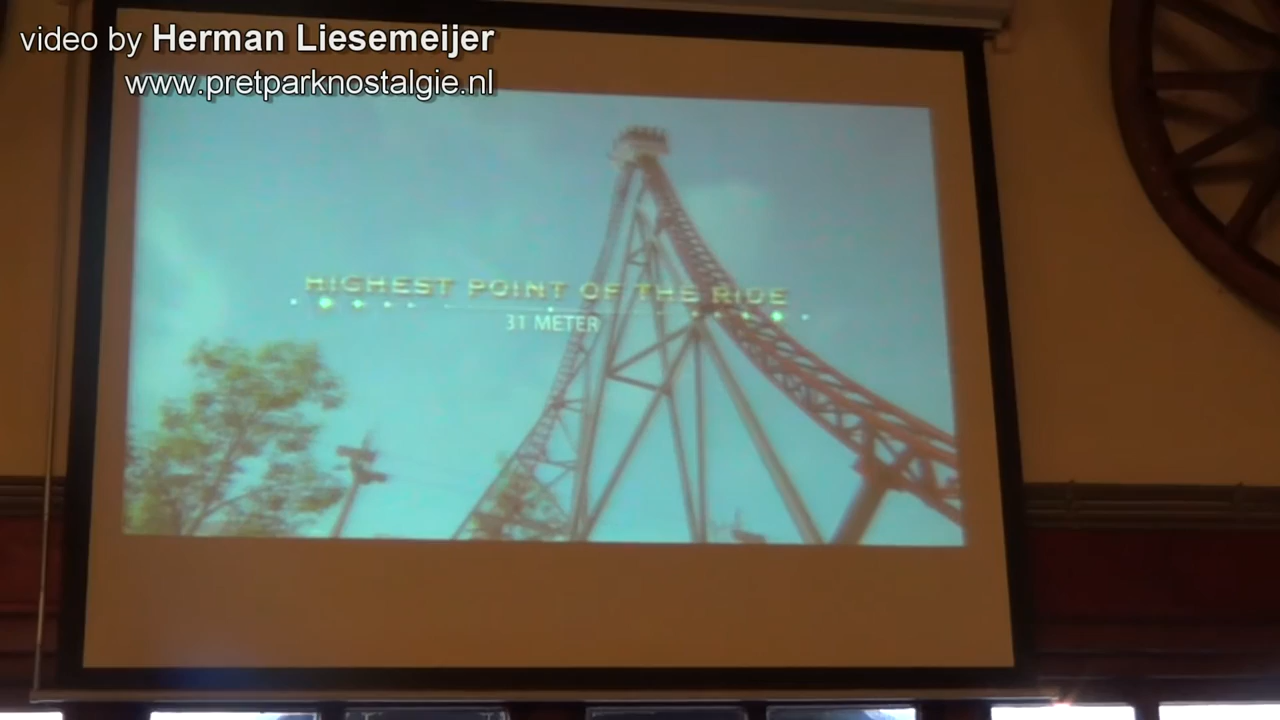 video by Herman Liesemeijer
www.pretparknostalgie.nl
HIGHEST POINT OF THE RIDE
31 METER